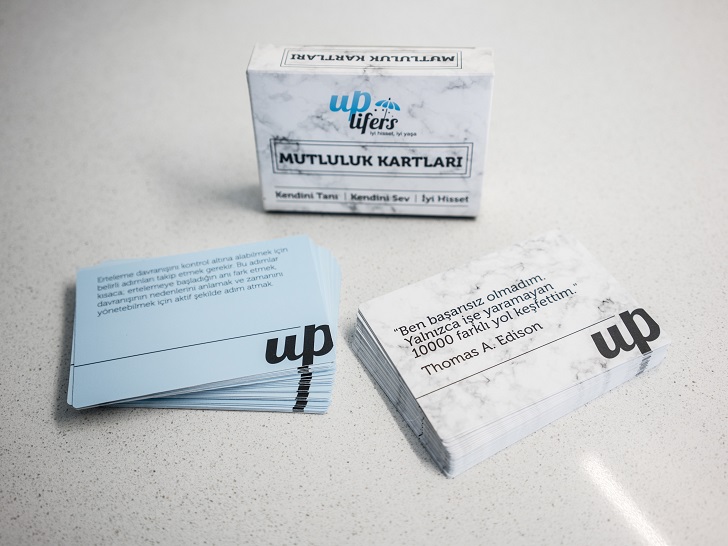 MUTLULUK KARTLARI
up
lifers
iyi hisset, iyi yaşa
MUTLULUK KARTLARI
Kendini Tanı | Kendini Sev | İyi Hisset
Erteleme davranışını kontrol altına alabilmek için
belirli adımları takip etmek gerekir. Bu adımlar
kısaca, ertelemeye başladığın anı fark etmek,
davranışının nedenlerini anlamak ve zamanını
yönetebilmek için aktif şekilde adım atmak.
up
"Ben başarısız olmadım.
Yalnızca işe yaramayan
10000 farklı yol keşfettim."
Thomas A. Edison
up